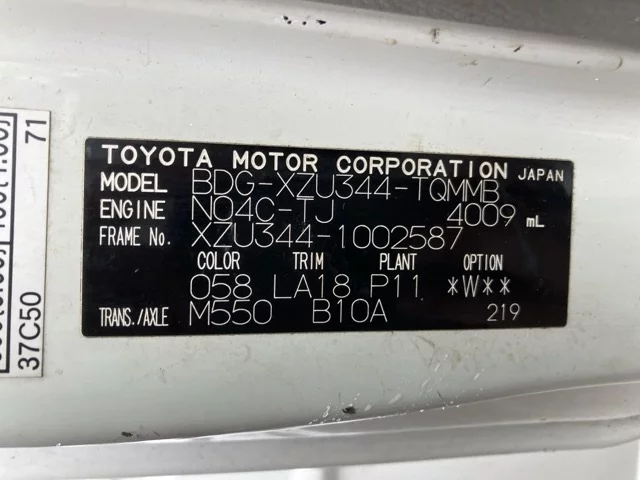 TOYOTA MOTOR CORPORATION JAPAN
MODEL BDG-XZU344-TQMMB
ENGINE N04C-TJ 4009 mL
FRAME No. XZU344-1002587
COLOR TRIM PLANT OPTION
058 LA18 P11 *W**
TRANS./AXLE M550 B10A 219
71
37C50